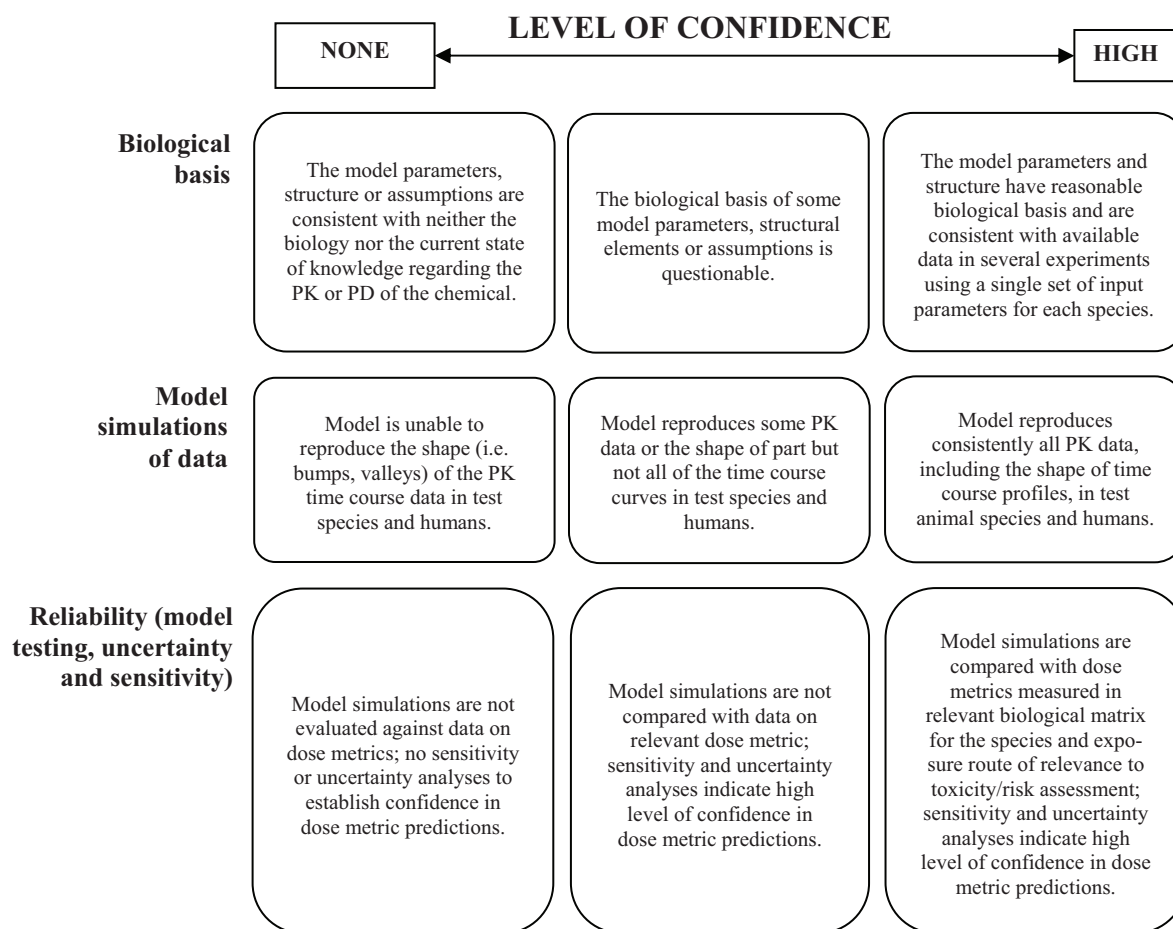 LEVEL OF CONFIDENCE
NONE
HIGH
Biological
basis
The model parameters,
structure or assumptions are
consistent with neither the
biology nor the current state
of knowledge regarding the
PK or PD of the chemical.
The biological basis of some
model parameters, structural
elements or assumptions is
questionable.
The model parameters and
structure have reasonable
biological basis and are
consistent with available
data in several experiments
using a single set of input
parameters for each species.
Model
simulations
of data
Model is unable to
reproduce the shape (i.e.
bumps, valleys) of the PK
time course data in test
species and humans.
Model reproduces some PK
data or the shape of part but
not all of the time course
curves in test species and
humans.
Model reproduces
consistently all PK data,
including the shape of time
course profiles, in test
animal species and humans.
Reliability (model
testing, uncertainty
and sensitivity)
Model simulations are not
evaluated against data on
dose metrics; no sensitivity
or uncertainty analyses to
establish confidence in
dose metric predictions.
Model simulations are not
compared with data on
relevant dose metric;
sensitivity and uncertainty
analyses indicate high
level of confidence in
dose metric predictions.
Model simulations are
compared with dose
metrics measured in
relevant biological matrix
for the species and expo-
sure route of relevance to
toxicity/risk assessment;
sensitivity and uncertainty
analyses indicate high
level of confidence in dose
metric predictions.